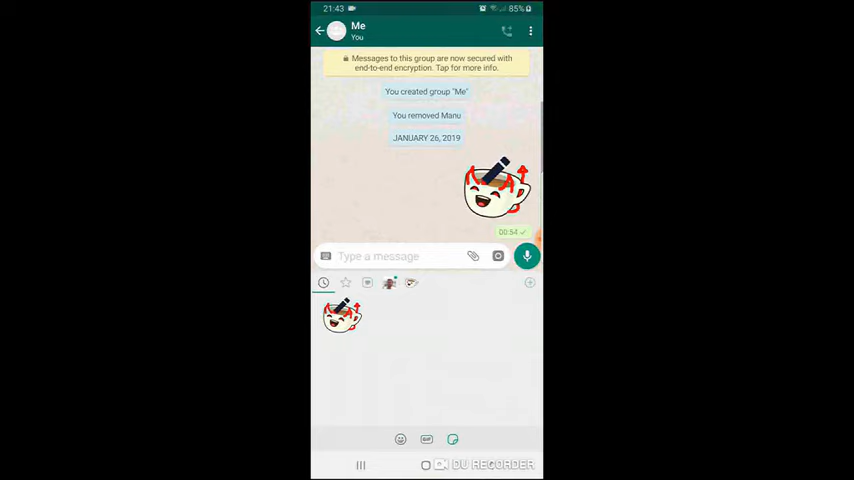 21:43
85%
Me
You
Messages to this group are now secured with
end-to-end encryption. Tap for more info.
You created group "Me"
You removed Manu
JANUARY 26, 2019
00:54
Type a message
GIF
DU RECORDER